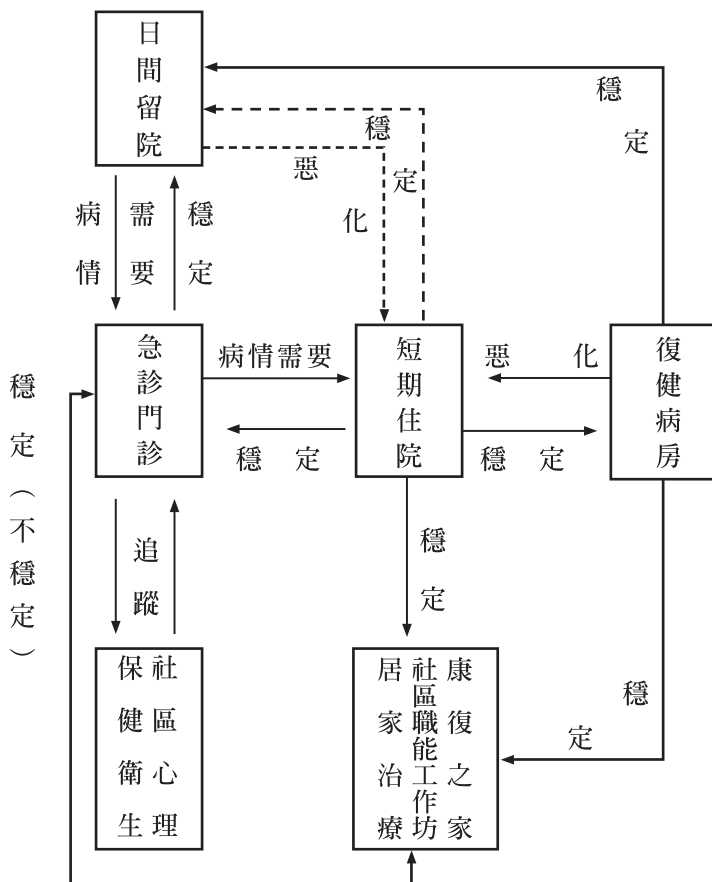 日間留院
穩定
穩定
惡化
病情
需要
穩定
急診門診
病情需要
穩定
短期住院
惡化
穩定
復健病房
穩定（不穩定）
追蹤
穩定
社區心理
保健衛生
康復之家
社區職能工作坊
居家治療
穩定